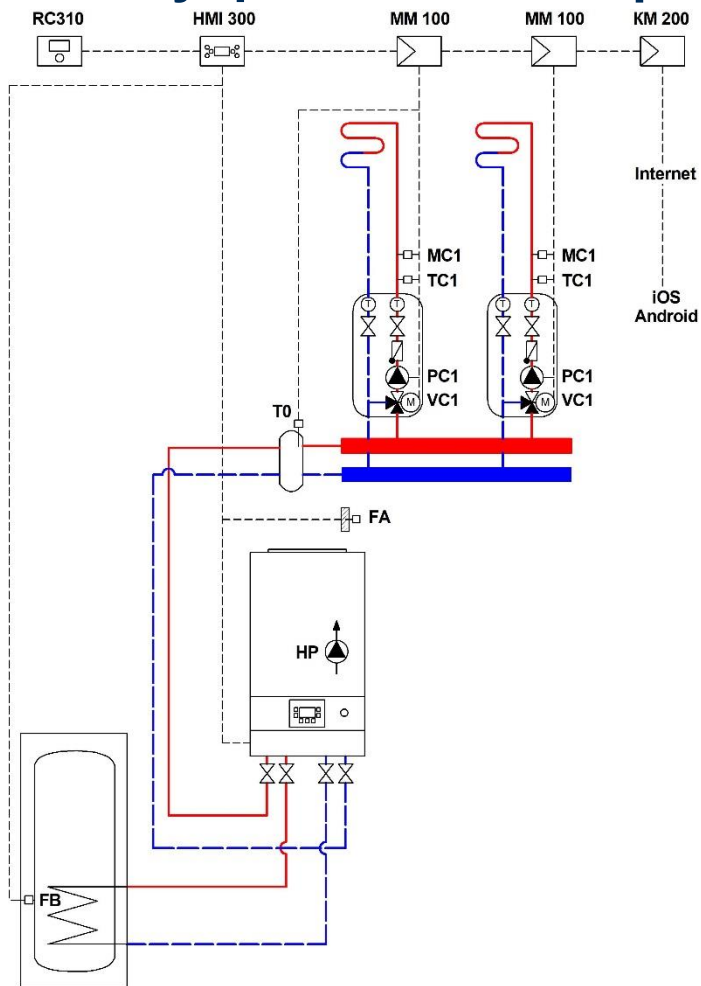 RC310 HMI 300 MM 100 MM 100 KM 200
Internet
MC1 MC1
TC1 TC1
iOS
Android
T T T T
PC1 PC1
M VC1 M VC1
T0
FA
HP
FB